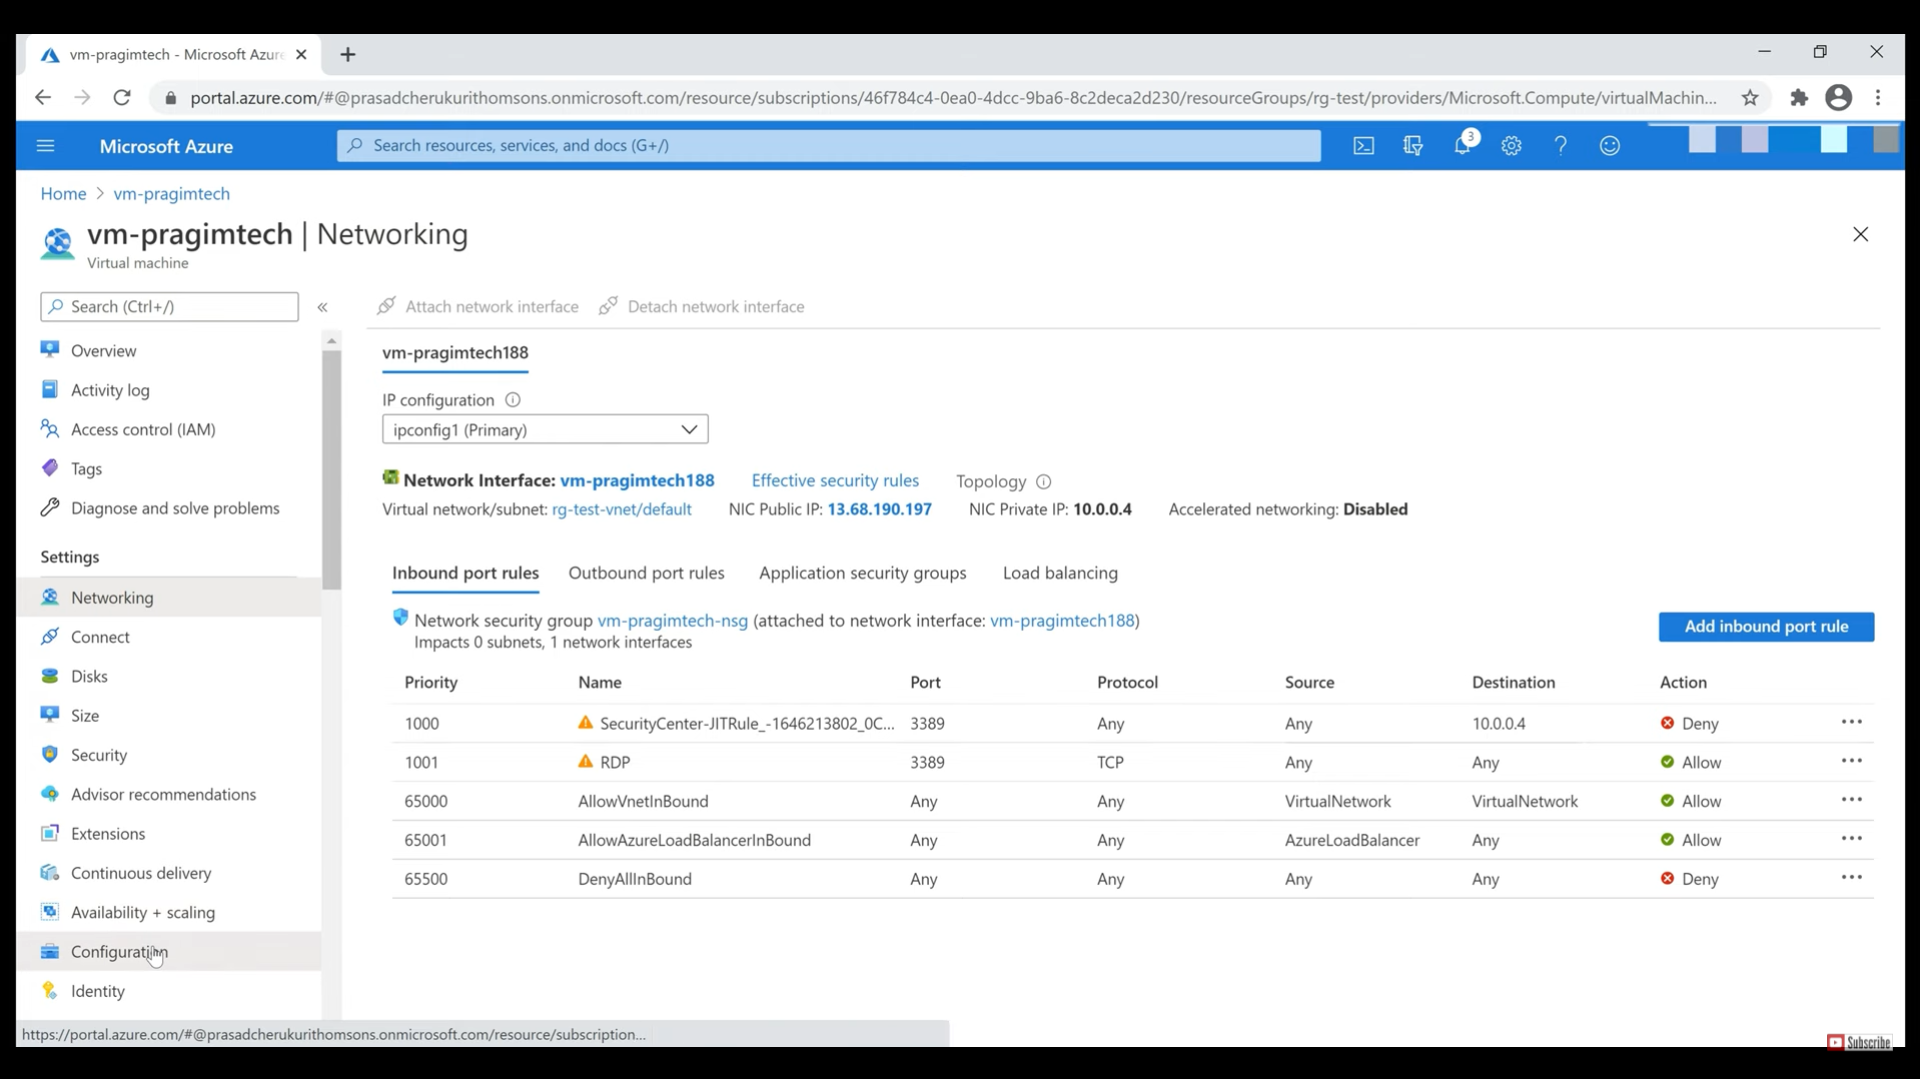 vm-pragimtech - Microsoft Azure
portal.azure.com/#@prasadcherukurithomsons.onmicrosoft.com/resource/subscriptions/46f784c4-0ea0-4dcc-9ba6-8c2deca2d230/resourceGroups/rg-test/providers/Microsoft.Compute/virtualMachin...
Microsoft Azure
Search resources, services, and docs (G+/)
3
Home > vm-pragimtech
vm-pragimtech | Networking
Virtual machine
Search (Ctrl+/)
«
Attach network interface
Detach network interface
Overview
Activity log
Access control (IAM)
Tags
Diagnose and solve problems
Settings
Networking
Connect
Disks
Size
Security
Advisor recommendations
Extensions
Continuous delivery
Availability + scaling
Configuration
Identity
vm-pragimtech188
IP configuration
ipconfig1 (Primary)
Network Interface: vm-pragimtech188 Effective security rules Topology
Virtual network/subnet: rg-test-vnet/default NIC Public IP: 13.68.190.197 NIC Private IP: 10.0.0.4 Accelerated networking: Disabled
Inbound port rules Outbound port rules Application security groups Load balancing
Network security group vm-pragimtech-nsg (attached to network interface: vm-pragimtech188)
Impacts 0 subnets, 1 network interfaces
Add inbound port rule
Priority Name Port Protocol Source Destination Action
1000 SecurityCenter-JITRule_-1646213802_0C... 3389 Any Any 10.0.0.4 Deny ...
1001 RDP 3389 TCP Any Any Allow ...
65000 AllowVnetInBound Any Any VirtualNetwork VirtualNetwork Allow ...
65001 AllowAzureLoadBalancerInBound Any Any AzureLoadBalancer Any Allow ...
65500 DenyAllInBound Any Any Any Any Deny ...
https://portal.azure.com/#@prasadcherukurithomsons.onmicrosoft.com/resource/subscription...
Subscribe